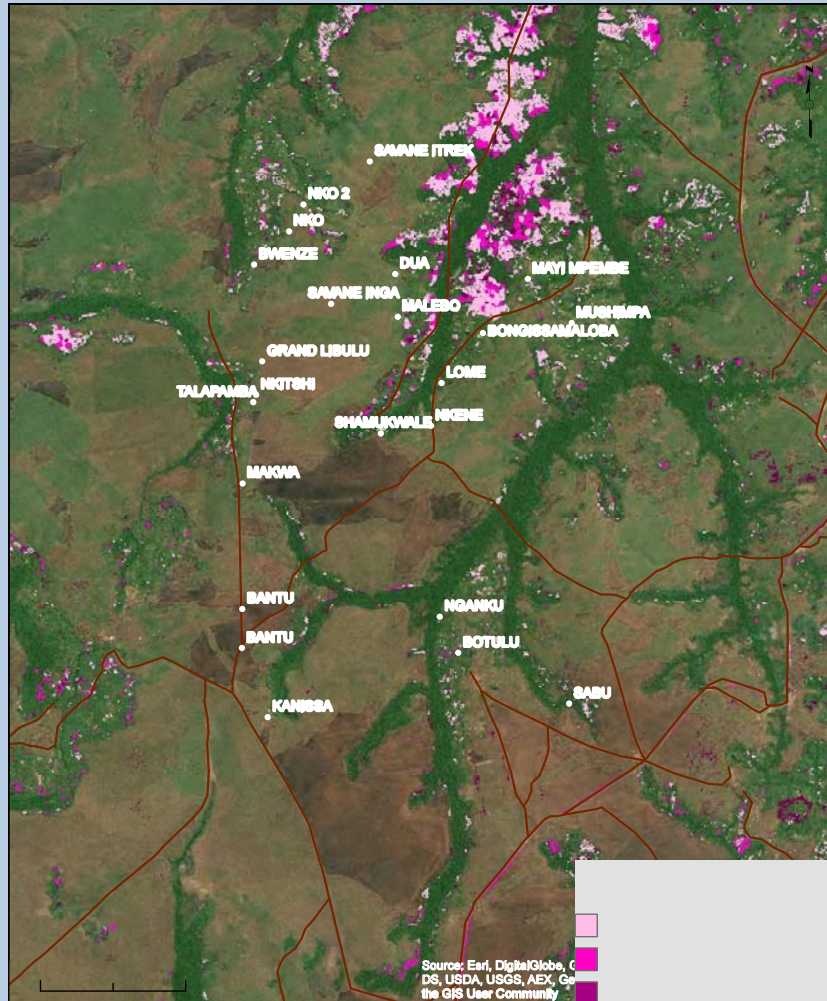 N
SAVANE ITREK
NKO 2
NKO
BWENZE
DUA
MAYI MPEMBE
SAVANE INGA
MALEBO
MUSHIMPA
BONGISSAMALOBA
GRAND LIBULU
LOME
NKITSHI
TALAPAMBA
NKENE
SHAMUKWALE
MAKWA
BANTU
NGANKU
BANTU
BOTULU
SABU
KANISSA
Source: Esri, DigitalGlobe,
DS, USDA, USGS, AEX,
the GIS User Community